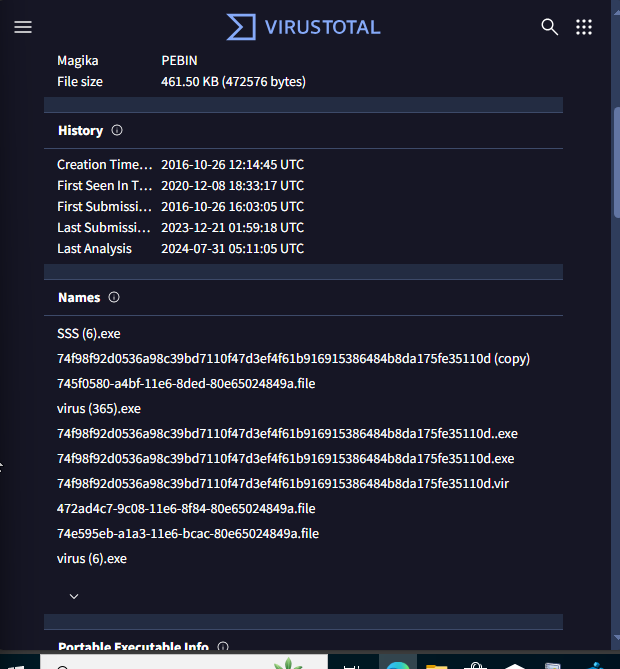 VIRUSTOTAL
Magika PEBIN
File size 461.50 KB (472576 bytes)
History
Creation Time... 2016-10-26 12:14:45 UTC
First Seen In T... 2020-12-08 18:33:17 UTC
First Submissi... 2016-10-26 16:03:05 UTC
Last Submissi... 2023-12-21 01:59:18 UTC
Last Analysis 2024-07-31 05:11:05 UTC
Names
SSS (6).exe
74f98f92d0536a98c39bd7110f47d3ef4f61b916915386484b8da175fe35110d (copy)
745f0580-a4bf-11e6-8ded-80e65024849a.file
virus (365).exe
74f98f92d0536a98c39bd7110f47d3ef4f61b916915386484b8da175fe35110d..exe
74f98f92d0536a98c39bd7110f47d3ef4f61b916915386484b8da175fe35110d.exe
74f98f92d0536a98c39bd7110f47d3ef4f61b916915386484b8da175fe35110d.vir
472ad4c7-9c08-11e6-8f84-80e65024849a.file
74e595eb-a1a3-11e6-bcac-80e65024849a.file
virus (6).exe
Portable Executable Info